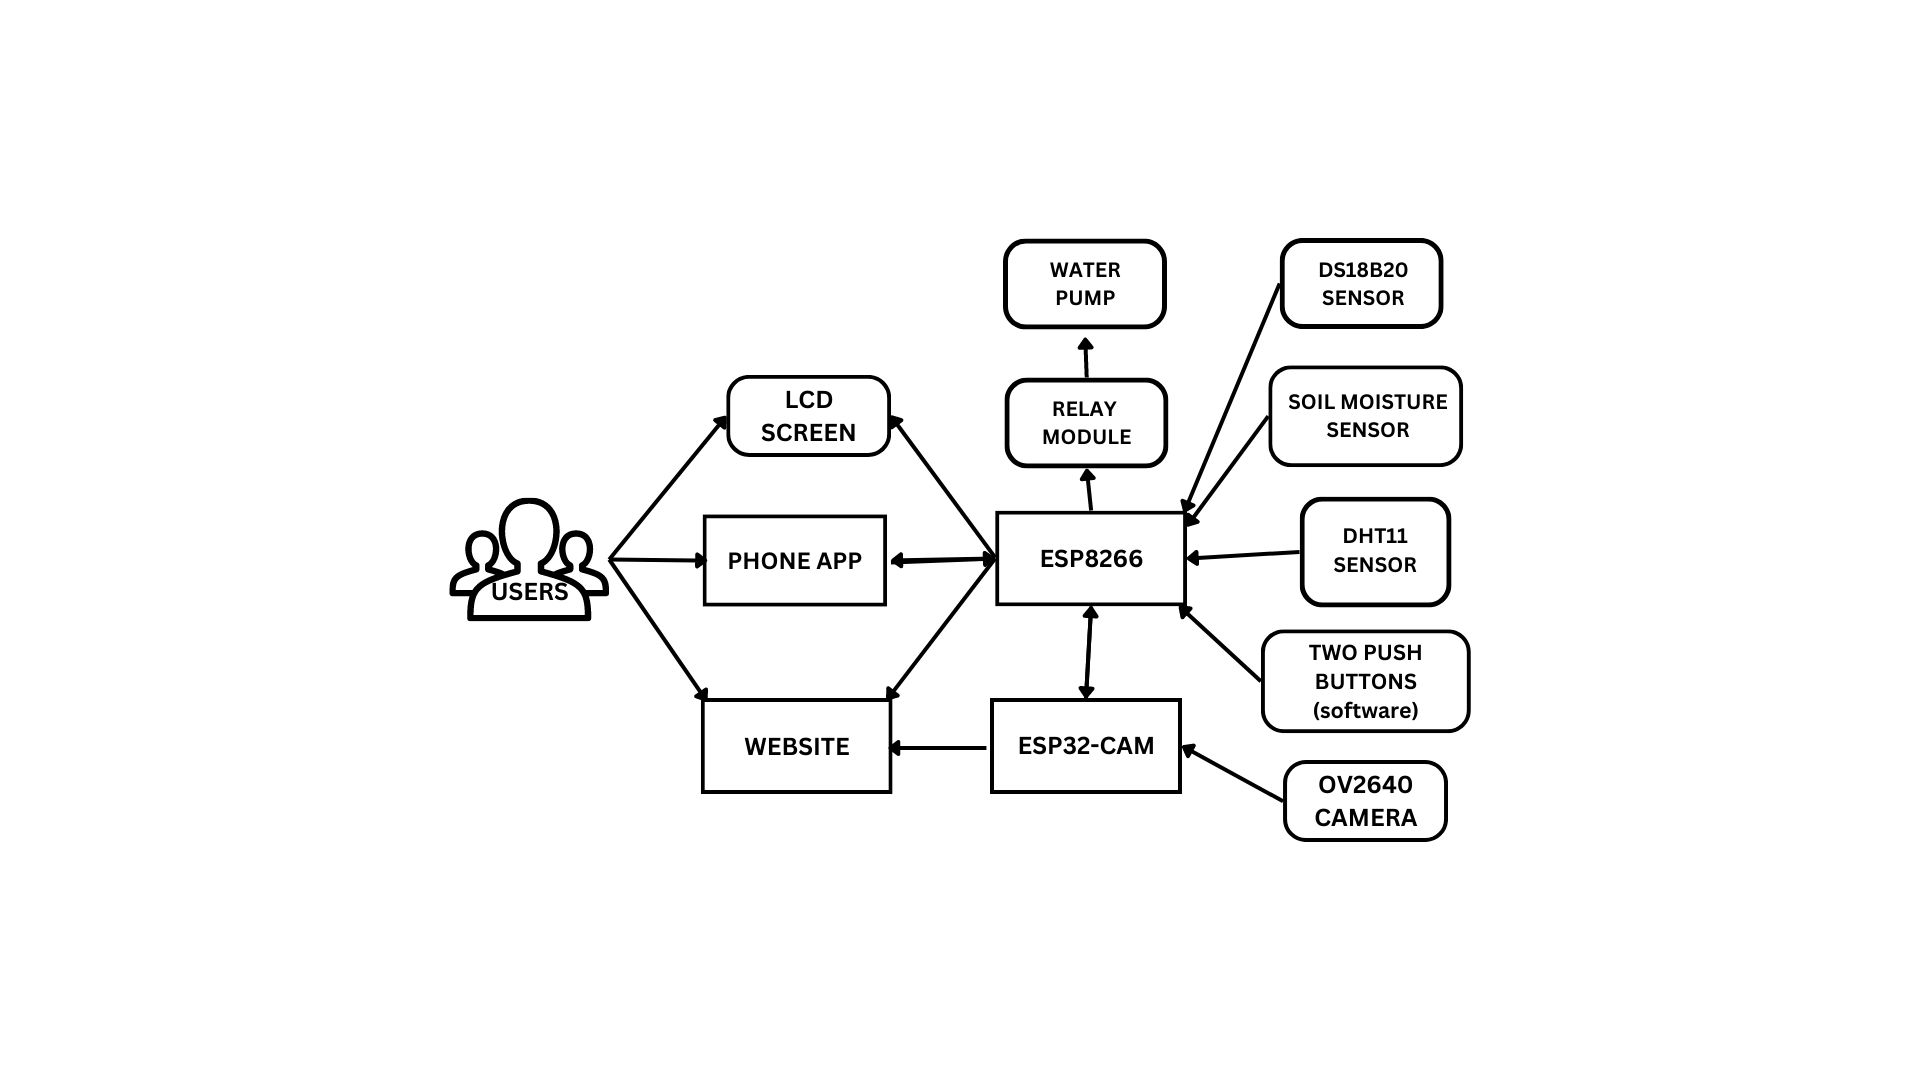 WATER
PUMP
DS18B20
SENSOR
LCD
SCREEN
RELAY
MODULE
SOIL MOISTURE
SENSOR
USERS
PHONE APP
ESP8266
DHT11
SENSOR
TWO PUSH
BUTTONS
(software)
WEBSITE
ESP32-CAM
OV2640
CAMERA